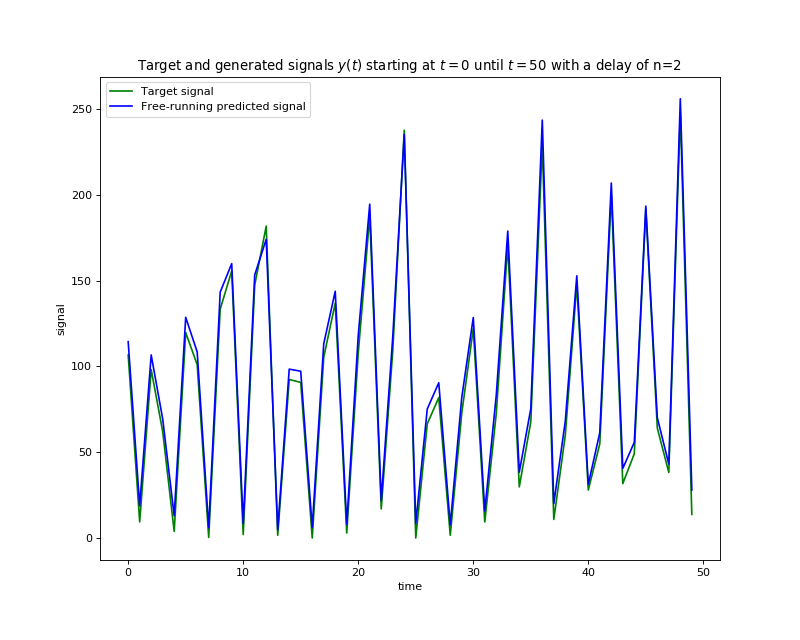 Target and generated signals y(t) starting at t = 0 until t = 50 with a delay of n=2
Target signal
Free-running predicted signal
signal
250
200
150
100
50
0
0 10 20 30 40 50
time